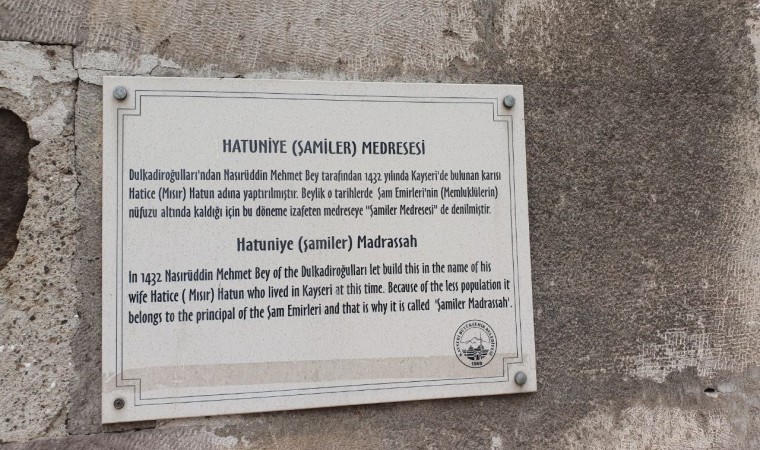 HATUNİYE (ŞAMİLER) MEDRESESİ
Dulkadiroğulları'ndan Nasırüddin Mehmet Bey tarafından 1432 yılında Kayseri'de bulunan karısı
Hatice (Mısır) Hatun adına yaptırılmıştır. Beylik o tarihlerde Şam Emirleri'nin (Memluklülerin)
nüfuzu altında kaldığı için bu döneme izafeten medreseye "Şamiler Medresesi" de denilmiştir.
Hatuniye (şamiler) Madrassah
In 1432 Nasırüddin Mehmet Bey of the Dulkadiroğulları let build this in the name of his
wife Hatice ( Mısır) Hatun who lived in Kayseri at this time. Because of the less population it
belongs to the principal of the Şam Emirleri and that is why it is called 'Şamiler Madrassah'.